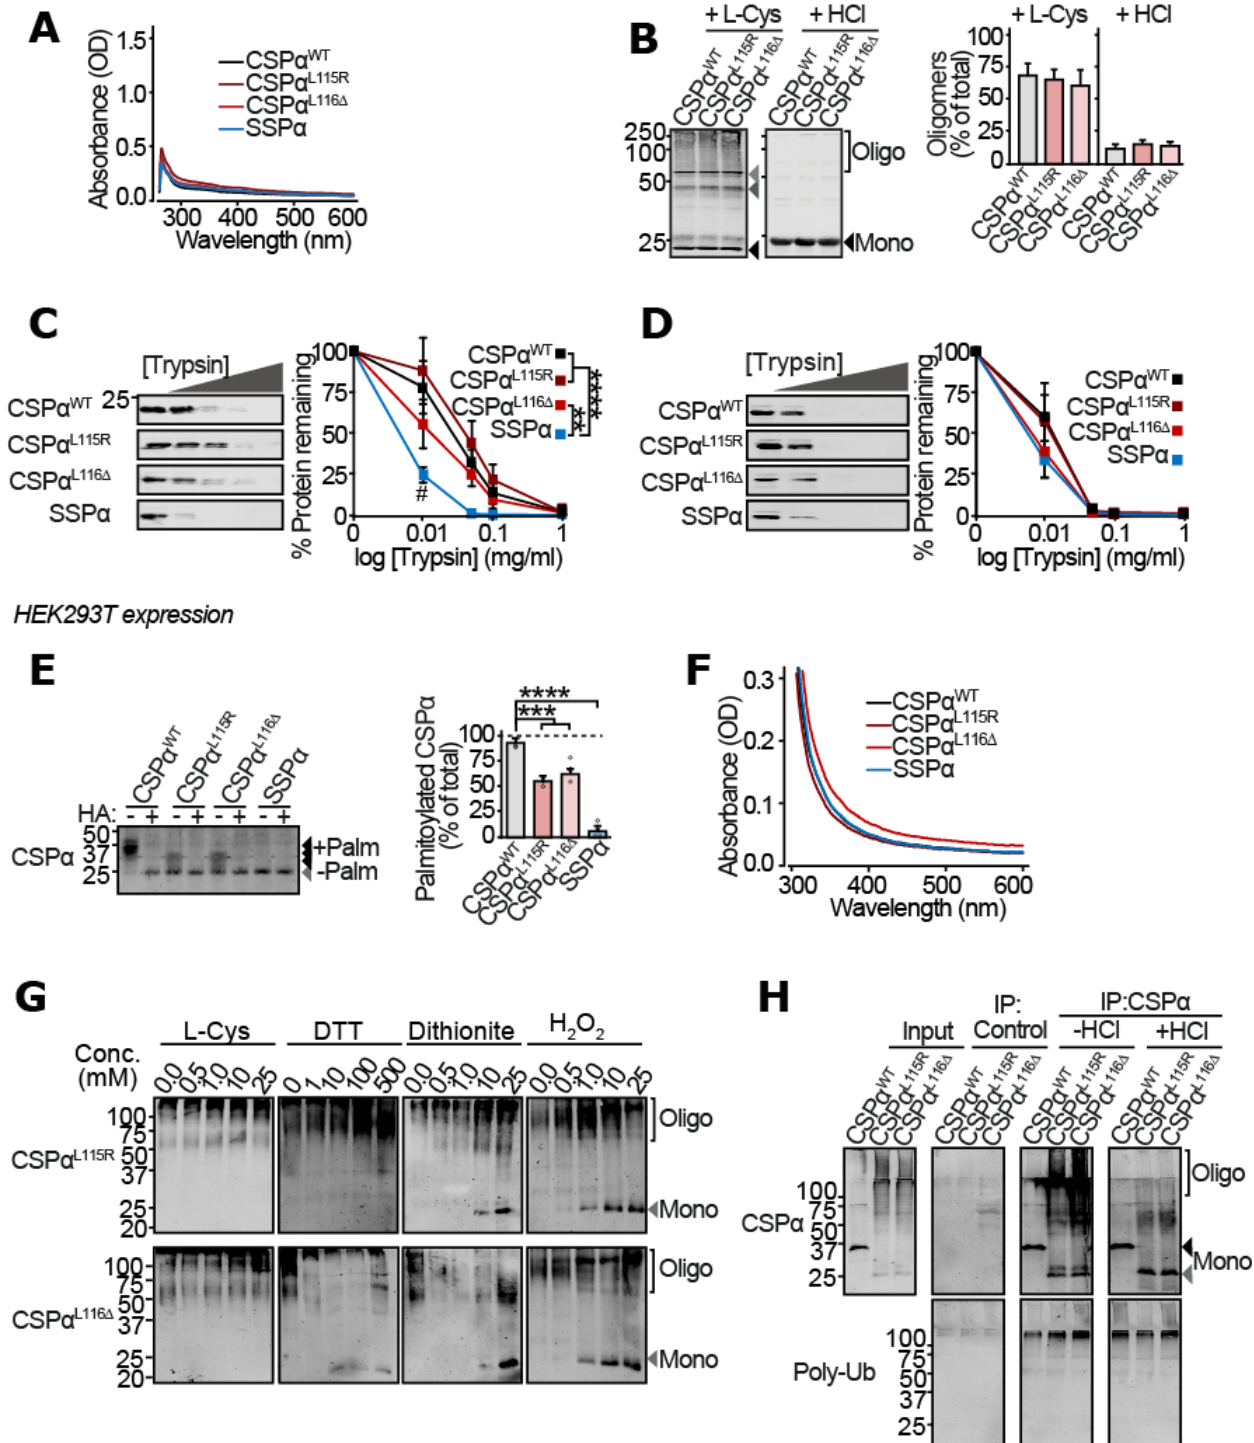 A
Absorbance (OD)
1.5
1.0
0.5
0.0
300 400 500 600
Wavelength (nm)
CSPα^WT
CSPα^L115R
CSPα^L116Δ
SSPα
B
+ L-Cys + HCl
CSPα^WT CSPα^L115R CSPα^L116Δ CSPα^WT CSPα^L115R CSPα^L116Δ
250
100
50
25
Oligo
Mono
+ L-Cys + HCl
Oligomers
(% of total)
100
75
50
25
0
CSPα^WT CSPα^L115R CSPα^L116Δ CSPα^WT CSPα^L115R CSPα^L116Δ
C
[Trypsin]
25
CSPα^WT
CSPα^L115R
CSPα^L116Δ
SSPα
% Protein remaining
100
75
50
25
0
0 0.01 0.1 1
log [Trypsin] (mg/ml)
CSPα^WT
CSPα^L115R
CSPα^L116Δ
SSPα
**
****
#
D
[Trypsin]
CSPα^WT
CSPα^L115R
CSPα^L116Δ
SSPα
% Protein remaining
100
75
50
25
0
0 0.01 0.1 1
log [Trypsin] (mg/ml)
CSPα^WT
CSPα^L115R
CSPα^L116Δ
SSPα
HEK293T expression
E
CSPα^WT CSPα^L115R CSPα^L116Δ SSPα
HA: - + - + - + - +
CSPα
50
37
25
+Palm
-Palm
Palmitoylated CSPα
(% of total)
****
***
100
75
50
25
0
CSPα^WT CSPα^L115R CSPα^L116Δ SSPα
F
Absorbance (OD)
0.3
0.2
0.1
0.0
300 400 500 600
Wavelength (nm)
CSPα^WT
CSPα^L115R
CSPα^L116Δ
SSPα
G
L-Cys DTT Dithionite H₂O₂
Conc.
(mM)
0.0 0.5 1.0 10 25 0 1 10 100 500 0.0 0.5 1.0 10 25 0.0 0.5 1.0 10 25
CSPα^L115R
100
75
50
37
25
20
Oligo
Mono
CSPα^L116Δ
100
75
50
37
25
20
Oligo
Mono
H
Input
IP:
Control
IP:CSPα
-HCl +HCl
CSPα^WT CSPα^L115R CSPα^L116Δ CSPα^WT CSPα^L115R CSPα^L116Δ CSPα^WT CSPα^L115R CSPα^L116Δ CSPα^WT CSPα^L115R CSPα^L116Δ
CSPα
100
75
50
37
25
Oligo
Mono
Poly-Ub
100
75
50
37
25